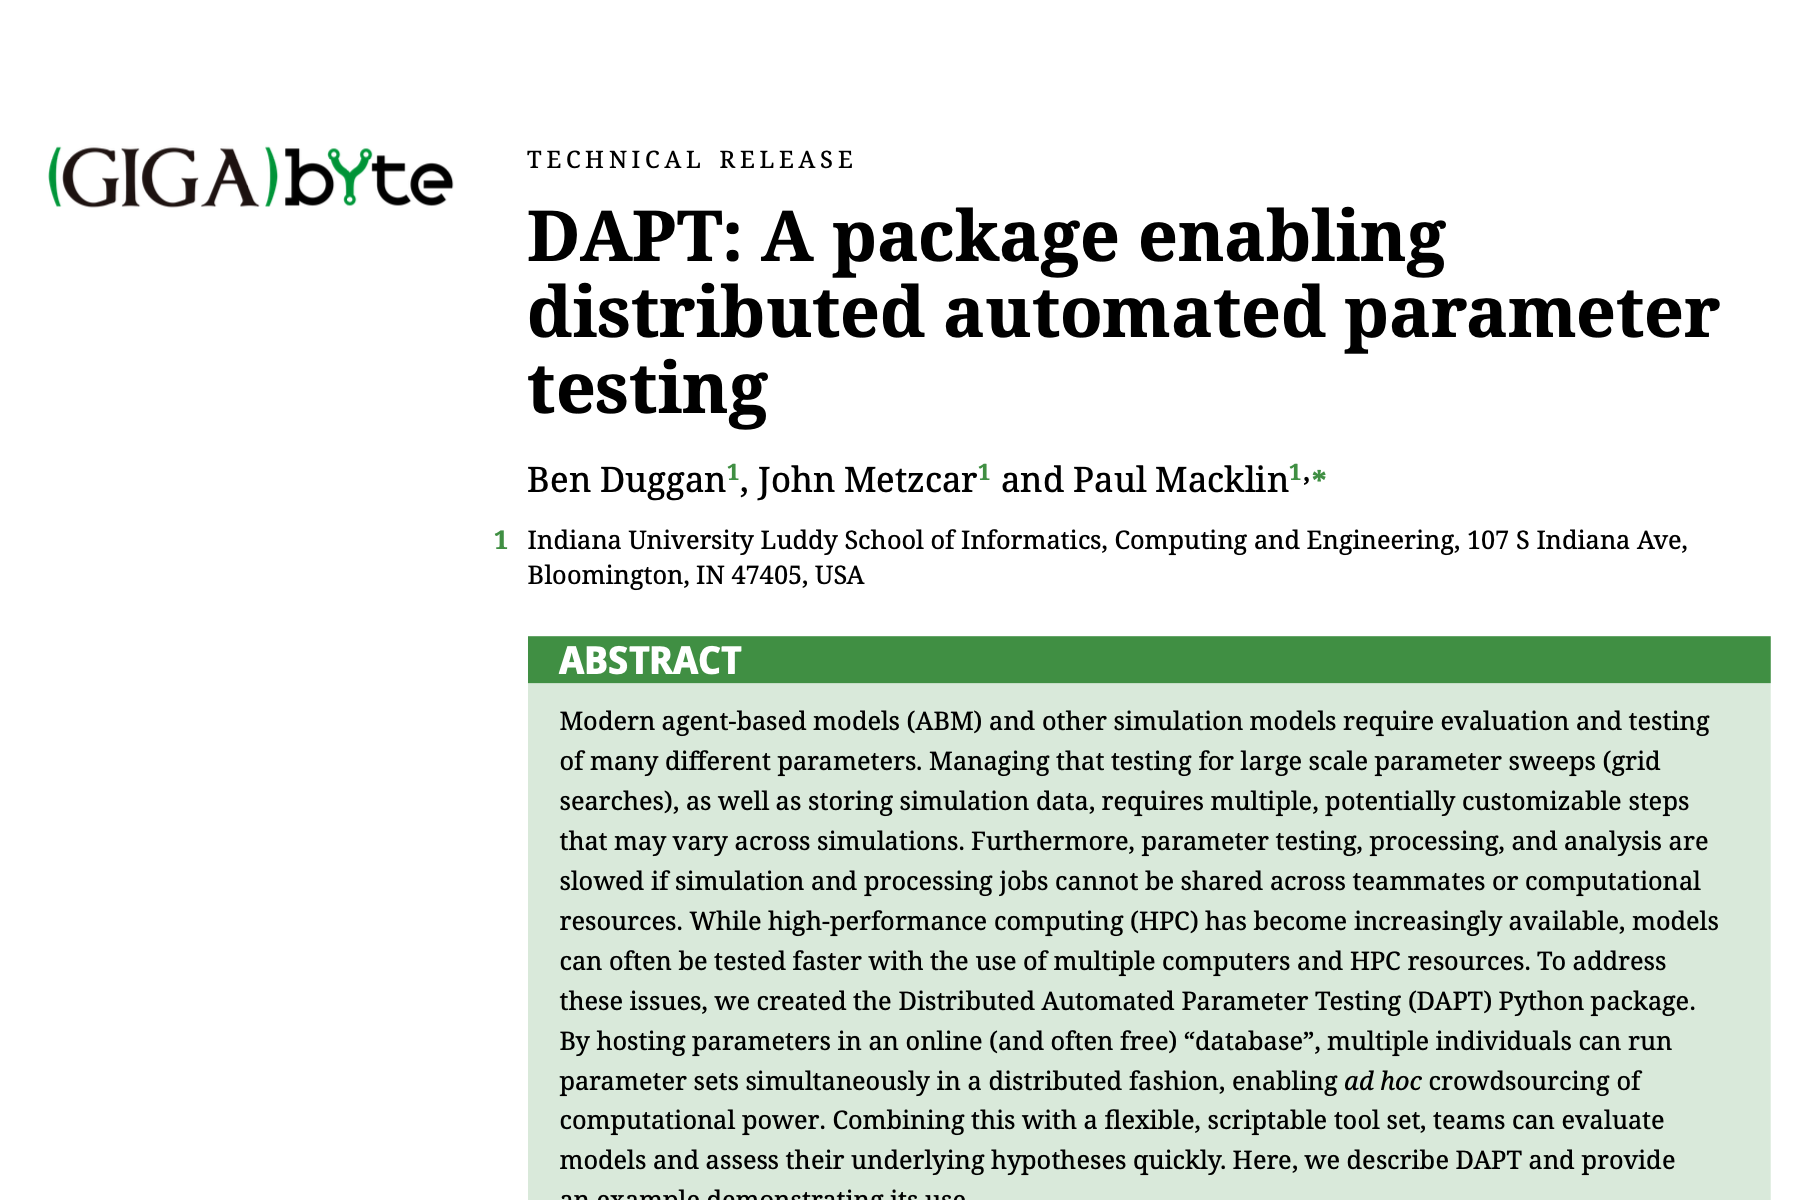 (GIGA)byte
TECHNICAL RELEASE
DAPT: A package enabling
distributed automated parameter
testing
Ben Duggan1, John Metzcar1 and Paul Macklin1,*
1 Indiana University Luddy School of Informatics, Computing and Engineering, 107 S Indiana Ave,
Bloomington, IN 47405, USA
ABSTRACT
Modern agent-based models (ABM) and other simulation models require evaluation and testing
of many different parameters. Managing that testing for large scale parameter sweeps (grid
searches), as well as storing simulation data, requires multiple, potentially customizable steps
that may vary across simulations. Furthermore, parameter testing, processing, and analysis are
slowed if simulation and processing jobs cannot be shared across teammates or computational
resources. While high-performance computing (HPC) has become increasingly available, models
can often be tested faster with the use of multiple computers and HPC resources. To address
these issues, we created the Distributed Automated Parameter Testing (DAPT) Python package.
By hosting parameters in an online (and often free) “database”, multiple individuals can run
parameter sets simultaneously in a distributed fashion, enabling ad hoc crowdsourcing of
computational power. Combining this with a flexible, scriptable tool set, teams can evaluate
models and assess their underlying hypotheses quickly. Here, we describe DAPT and provide
an example demonstrating its use.